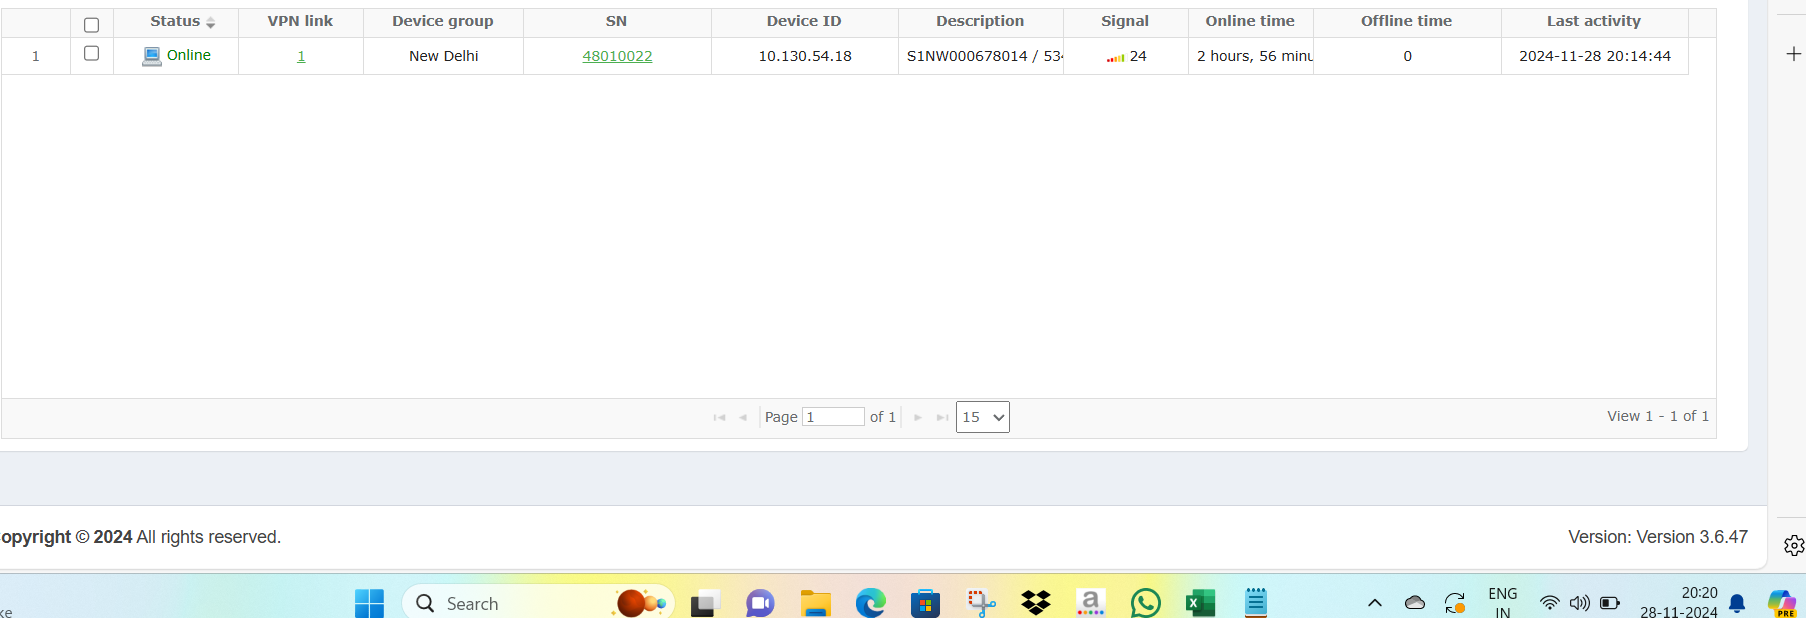 Status VPN link Device group SN Device ID Description Signal Online time Offline time Last activity
1 Online 1 New Delhi 48010022 10.130.54.18 S1NW000678014 / 534 24 2 hours, 56 minu 0 2024-11-28 20:14:44
Page 1 of 1 15 View 1 - 1 of 1
opyright © 2024 All rights reserved. Version: Version 3.6.47
ke Search ENG IN 20:20 28-11-2024 PRE